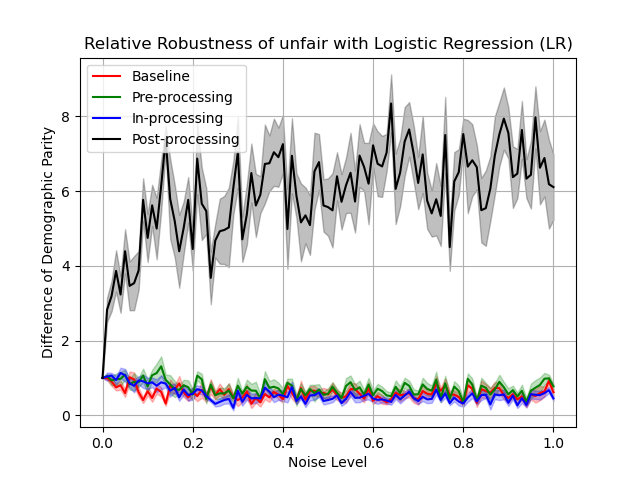 Relative Robustness of unfair with Logistic Regression (LR)
Baseline
Pre-processing
In-processing
Post-processing
Difference of Demographic Parity
8
6
4
2
0
0.0 0.2 0.4 0.6 0.8 1.0
Noise Level